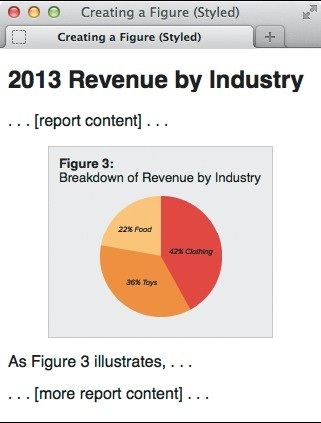 Creating a Figure (Styled)
Creating a Figure (Styled)
2013 Revenue by Industry
. . . [report content] . . .
Figure 3:
Breakdown of Revenue by Industry
22% Food
42% Clothing
36% Toys
As Figure 3 illustrates, . . .
. . . [more report content] . . .